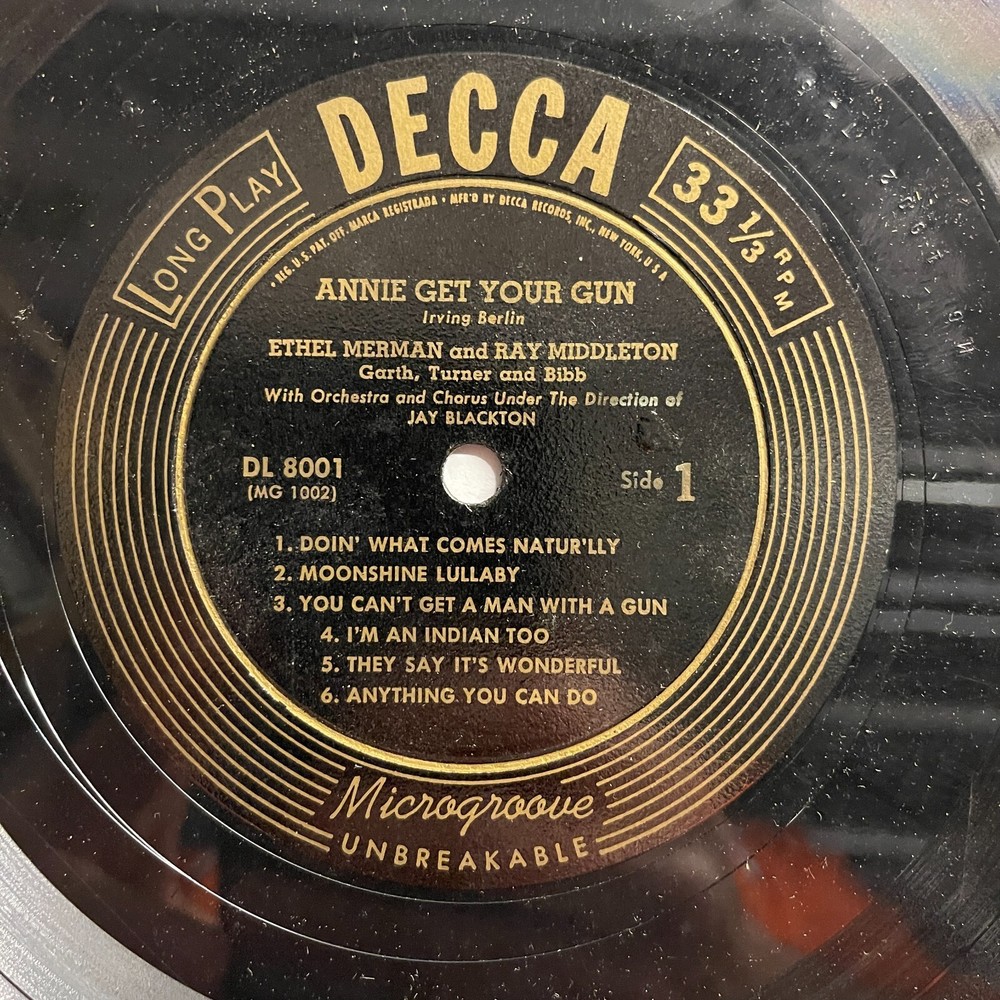 DECCA
LONG PLAY
33 1/3 RPM
• REG. U.S. PAT. OFF. MARCA REGISTRADA • MFR'D BY DECCA RECORDS, INC., NEW YORK, U S A
ANNIE GET YOUR GUN
Irving Berlin
ETHEL MERMAN and RAY MIDDLETON
Garth, Turner and Bibb
With Orchestra and Chorus Under The Direction of
JAY BLACKTON
DL 8001
(MG 1002)
Side 1
1. DOIN' WHAT COMES NATUR'LLY
2. MOONSHINE LULLABY
3. YOU CAN'T GET A MAN WITH A GUN
4. I'M AN INDIAN TOO
5. THEY SAY IT'S WONDERFUL
6. ANYTHING YOU CAN DO
Microgroove
UNBREAKABLE